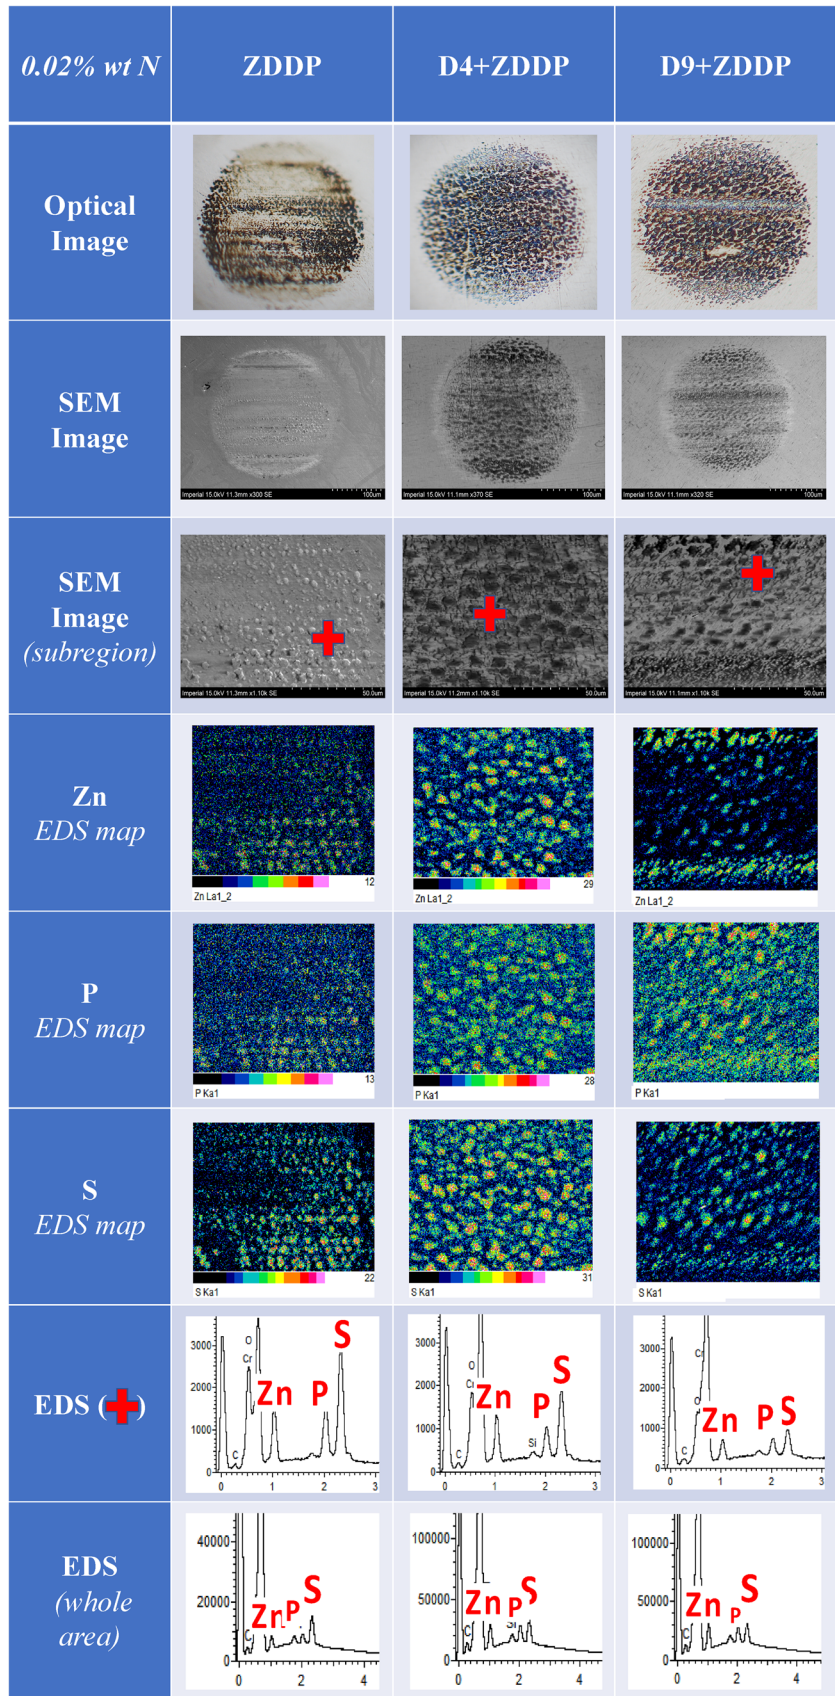 0.02% wt N
ZDDP
D4+ZDDP
D9+ZDDP
Optical
Image
SEM
Image
Imperial 15.0kV 11.3mm x300 SE
100um
Imperial 15.0kV 11.1mm x370 SE
100um
Imperial 15.0kV 11.1mm x320 SE
100um
SEM
Image
(subregion)
Imperial 15.0kV 11.3mm x1.10k SE
50.0um
Imperial 15.0kV 11.2mm x1.10k SE
50.0um
Imperial 15.0kV 11.1mm x1.10k SE
50.0um
Zn
EDS map
12
Zn La1_2
29
Zn La1_2
Zn La1_2
P
EDS map
13
P Ka1
28
P Ka1
P Ka1
S
EDS map
22
S Ka1
31
S Ka1
S Ka1
EDS (+)
3000
2000
1000
0
O
Cr
C
Zn
P
S
0
1
2
3
3000
2000
1000
0
O
Cr
C
Zn
Si
P
S
0
1
2
3
3000
2000
1000
0
Cr
O
C
Zn
P
S
0
1
2
3
EDS
(whole
area)
40000
20000
0
C
Zn
P
S
0
2
4
100000
50000
0
C
Zn
P
Si
S
0
2
4
100000
50000
0
C
Zn
P
S
0
2
4